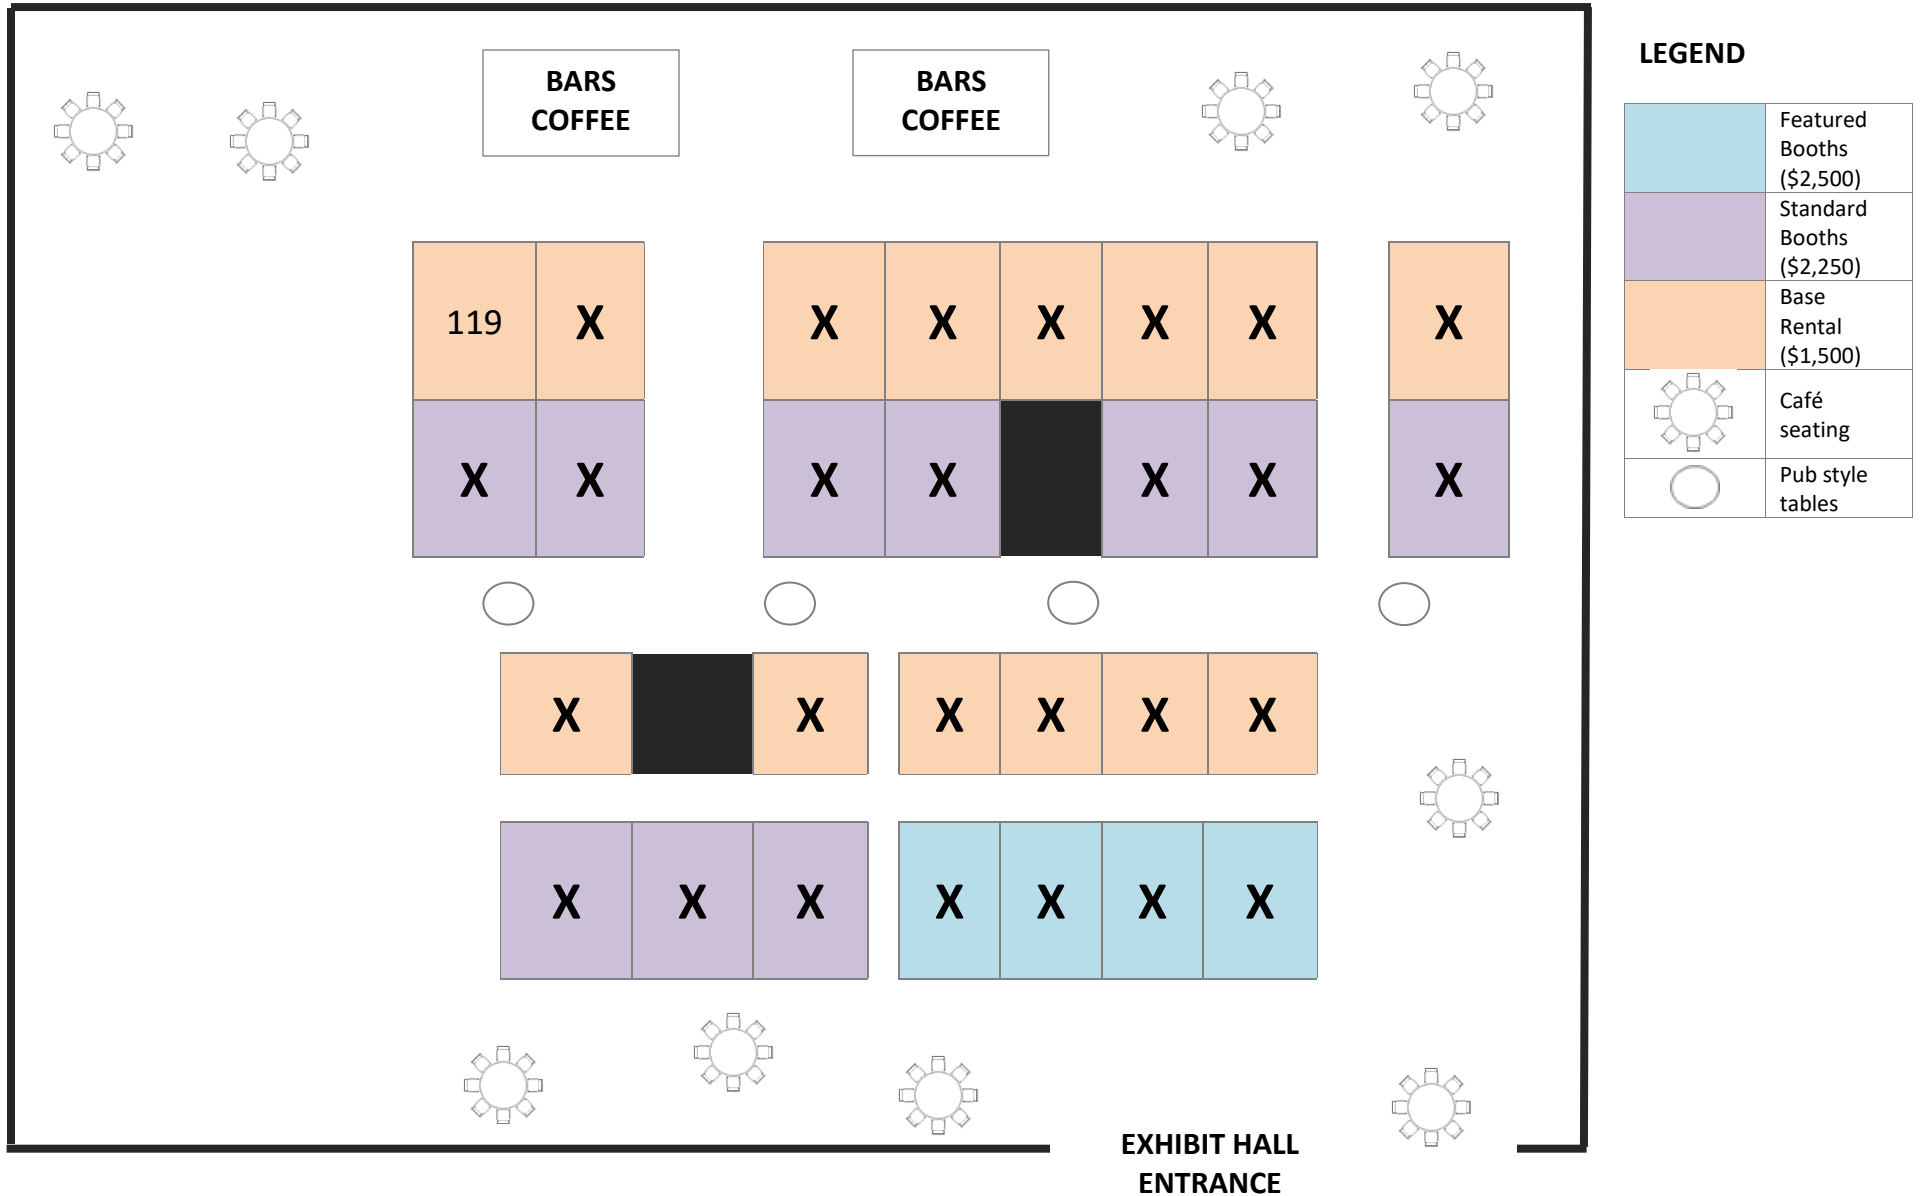 BARS
COFFEE
BARS
COFFEE
LEGEND
Featured
Booths
($2,500)
Standard
Booths
($2,250)
Base
Rental
($1,500)
Café
seating
Pub style
tables
119 X X X X X X X
X X X X X X X
X X X X X X
X X X X X X X
EXHIBIT HALL
ENTRANCE